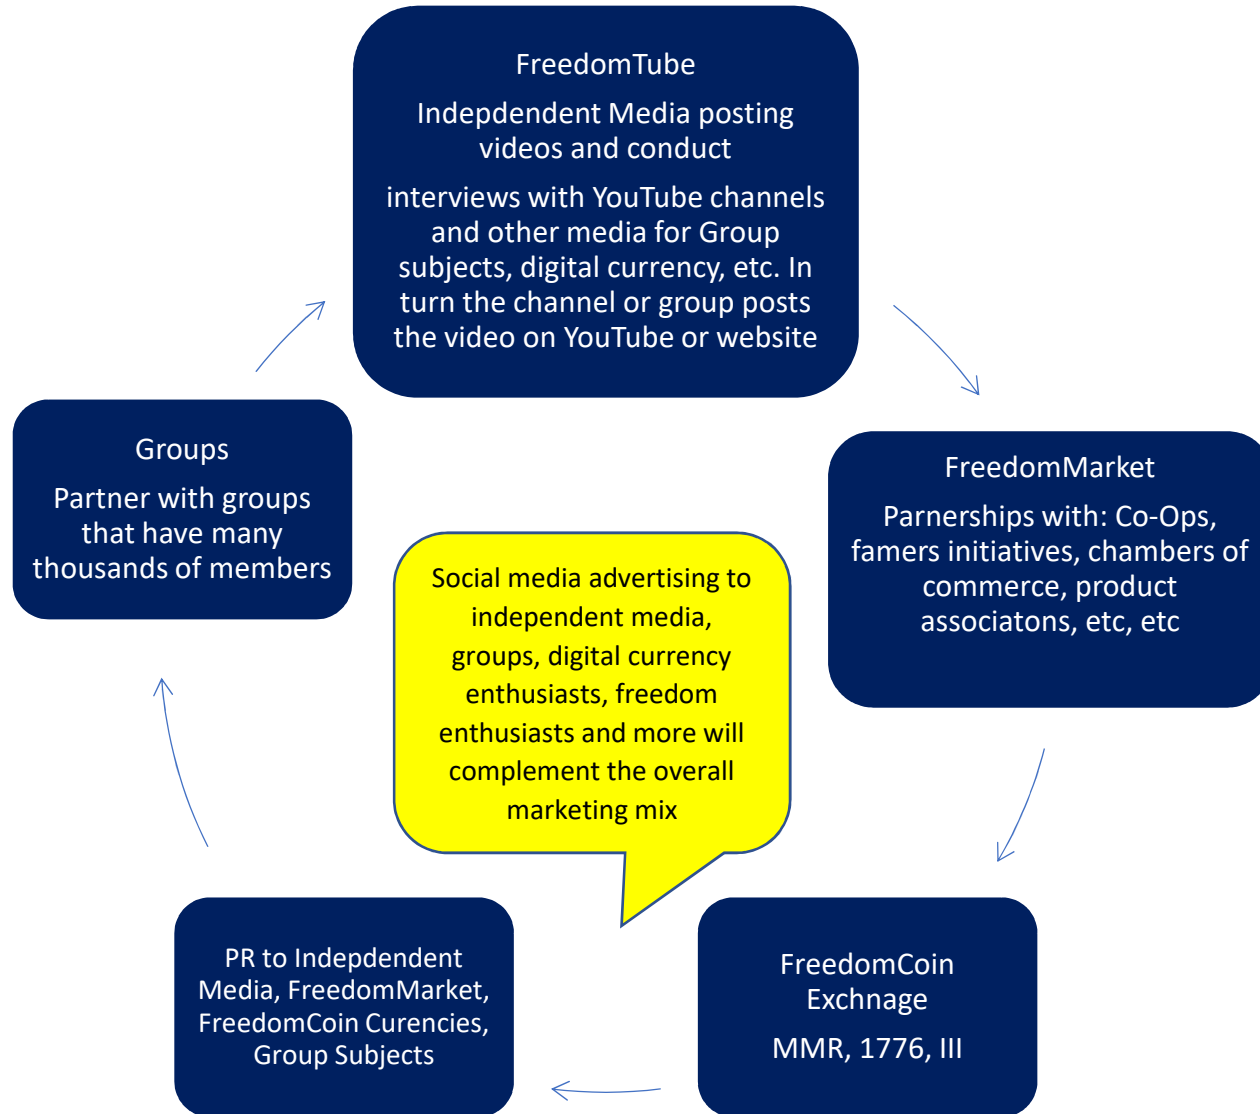 FreedomTube
Indepdendent Media posting
videos and conduct
interviews with YouTube channels
and other media for Group
subjects, digital currency, etc. In
turn the channel or group posts
the video on YouTube or website
Groups
Partner with groups
that have many
thousands of members
FreedomMarket
Parnerships with: Co-Ops,
famers initiatives, chambers of
commerce, product
associatons, etc, etc
Social media advertising to
independent media,
groups, digital currency
enthusiasts, freedom
enthusiasts and more will
complement the overall
marketing mix
PR to Indepdendent
Media, FreedomMarket,
FreedomCoin Curencies,
Group Subjects
FreedomCoin
Exchnage
MMR, 1776, III